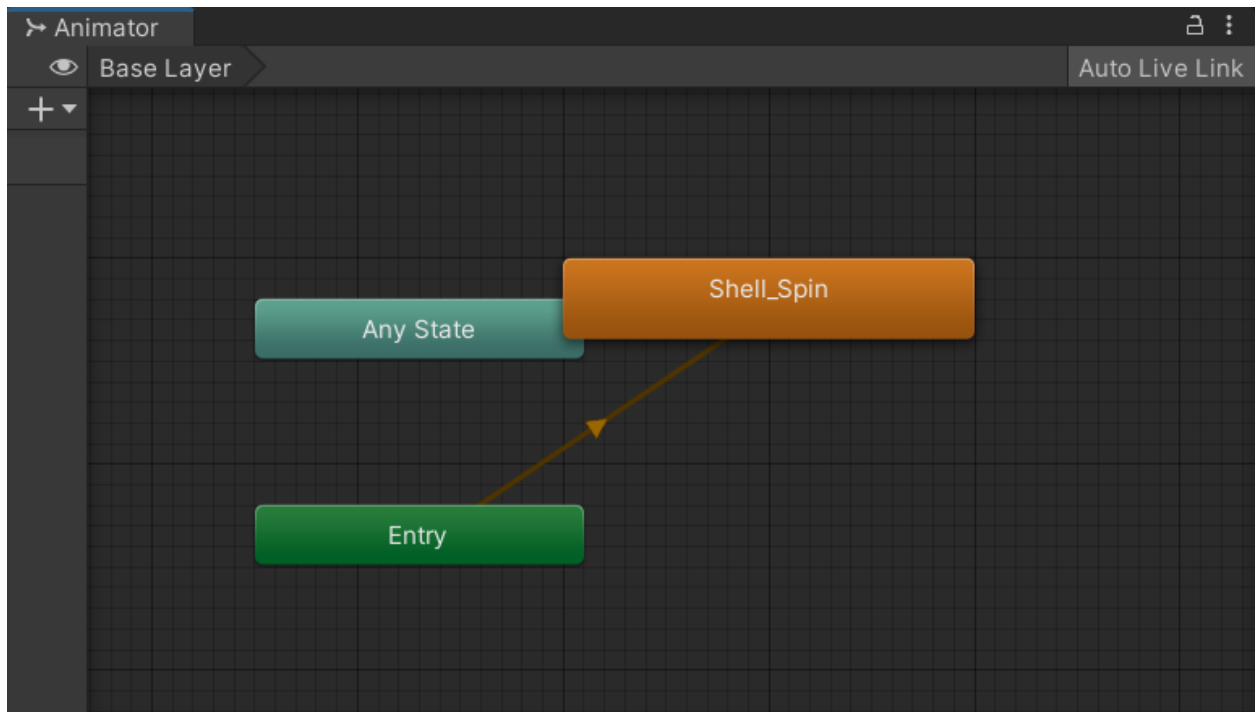 Animator
Base Layer
Auto Live Link
Shell_Spin
Any State
Entry